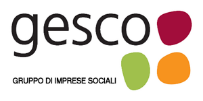 gesco
GRUPPO DI IMPRESE SOCIALI